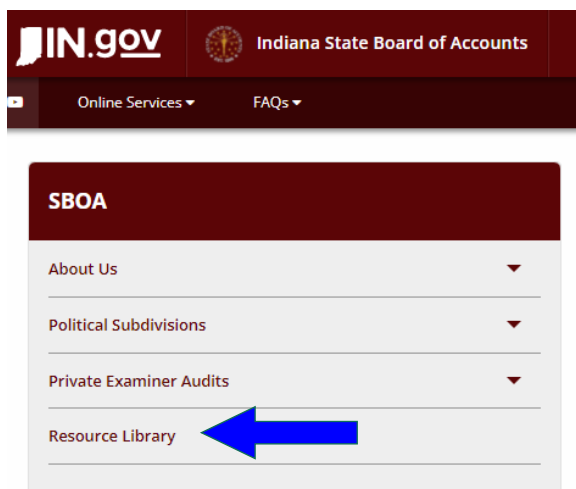 IN.gov
Indiana State Board of Accounts
Online Services
FAQs
SBOA
About Us
Political Subdivisions
Private Examiner Audits
Resource Library